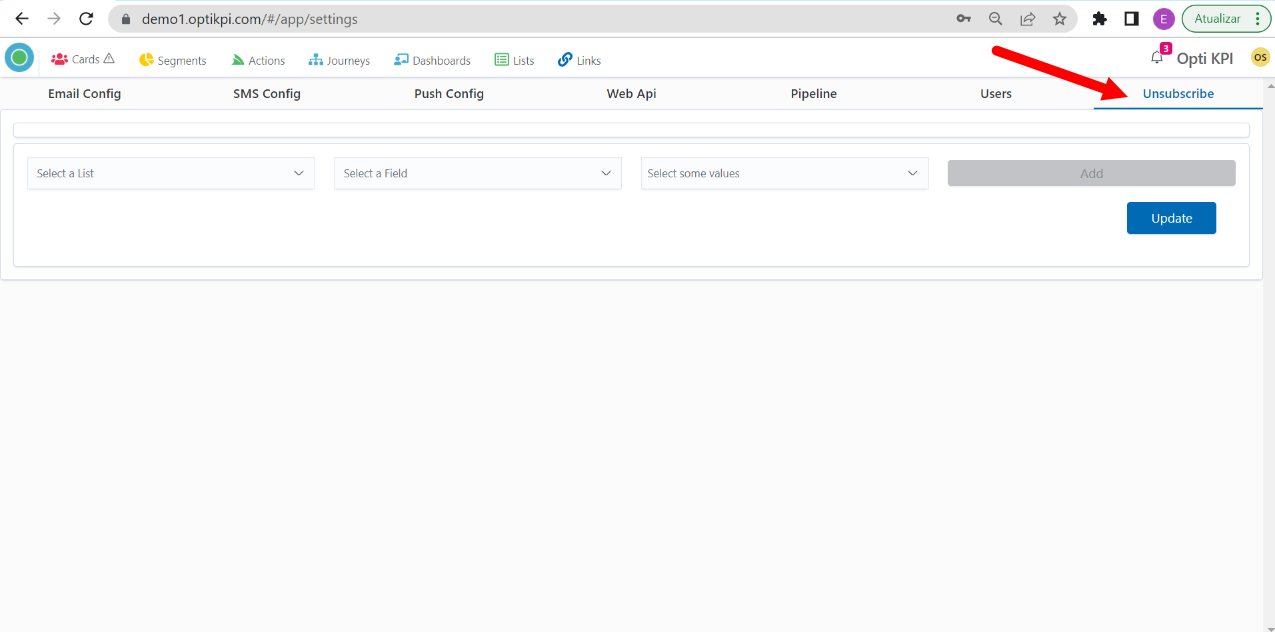 demo1.optikpi.com/#/app/settings
E
Atualizar
Cards
Segments
Actions
Journeys
Dashboards
Lists
Links
3
Opti KPI
OS
Email Config
SMS Config
Push Config
Web Api
Pipeline
Users
Unsubscribe
Select a List
Select a Field
Select some values
Add
Update